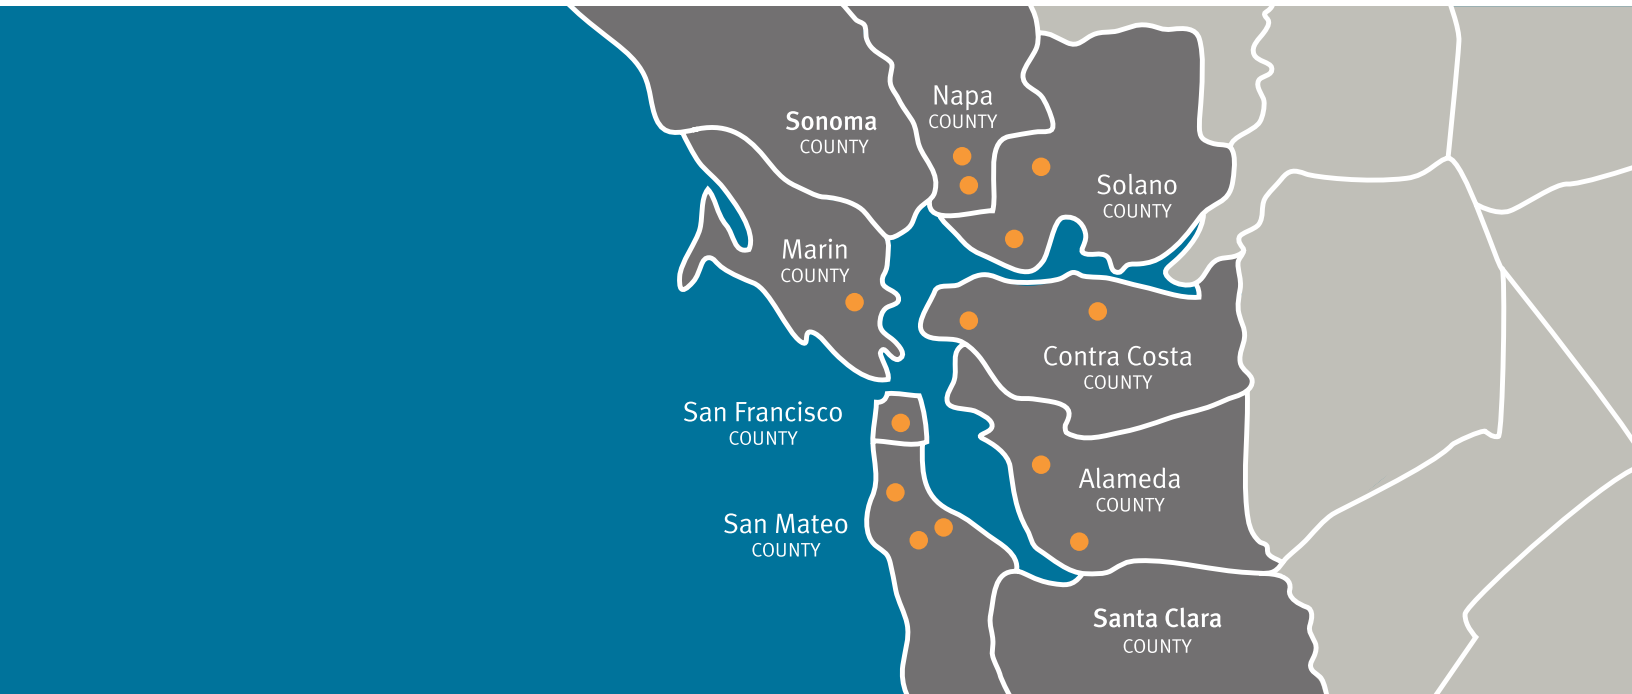 Napa
COUNTY
Sonoma
COUNTY
Solano
COUNTY
Marin
COUNTY
Contra Costa
COUNTY
San Francisco
COUNTY
Alameda
COUNTY
San Mateo
COUNTY
Santa Clara
COUNTY